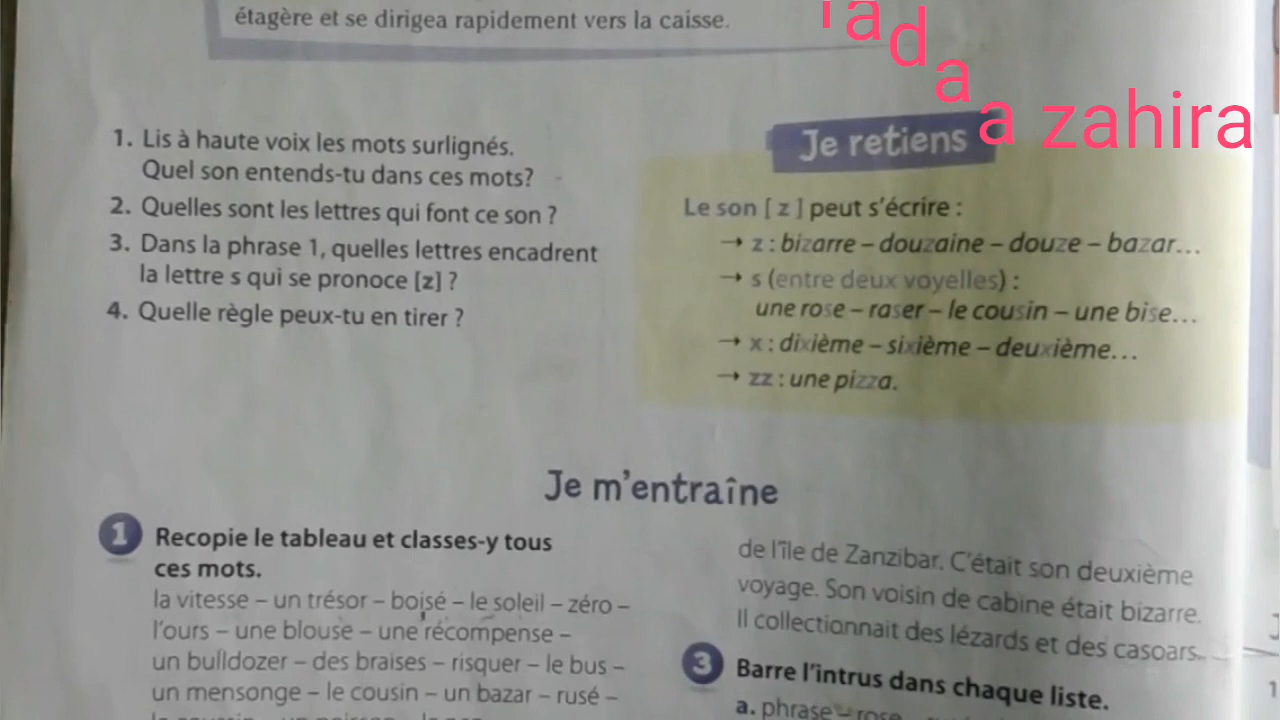 étagère et se dirigea rapidement vers la caisse.
rada
a zahira
1. Lis à haute voix les mots surlignés.
Quel son entends-tu dans ces mots?
2. Quelles sont les lettres qui font ce son ?
3. Dans la phrase 1, quelles lettres encadrent
la lettre s qui se pronoce [z] ?
4. Quelle règle peux-tu en tirer ?
Je retiens
Le son [ z ] peut s'écrire :
→ z : bizarre – douzaine – douze – bazar...
→ s (entre deux voyelles) :
une rose – raser – le cousin – une bise...
→ x : dixième – sixième – deuxième...
→ zz : une pizza.
Je m'entraîne
1 Recopie le tableau et classes-y tous
ces mots.
la vitesse – un trésor – boisé – le soleil – zéro –
l'ours – une blouse – une récompense –
un bulldozer – des braises – risquer – le bus –
un mensonge – le cousin – un bazar – rusé –
de l'île de Zanzibar. C'était son deuxième
voyage. Son voisin de cabine était bizarre.
Il collectionnait des lézards et des casoars.
3 Barre l'intrus dans chaque liste.
a. phrase – rose